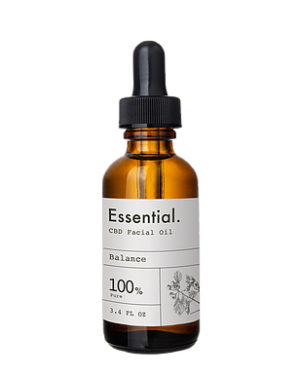 Essential.
CBD Facial Oil
Balance
100%
Pure
3.4 FL OZ